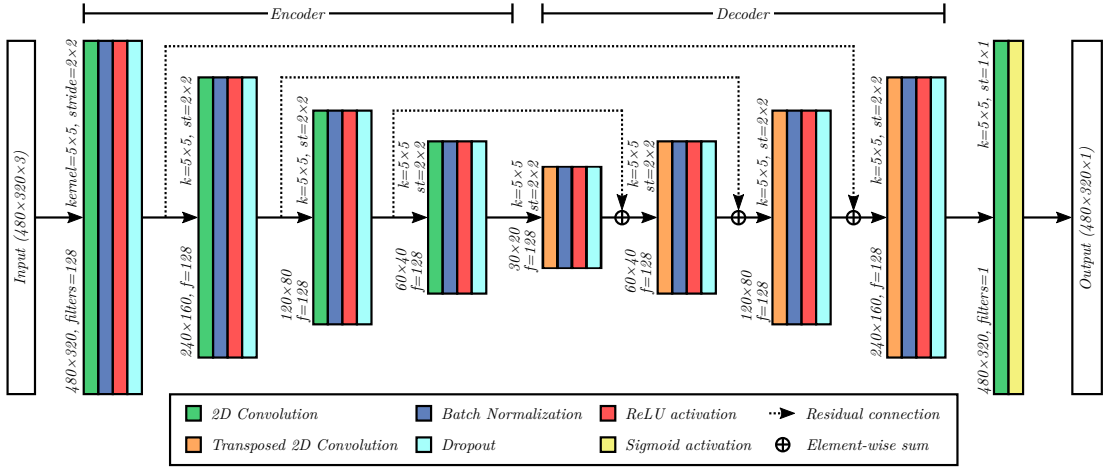 Encoder
Decoder
Input (480×320×3)
480×320, filters=128
kernel=5×5, stride=2×2
240×160, f=128
k=5×5, st=2×2
120×80
f=128
k=5×5, st=2×2
60×40
f=128
k=5×5
st=2×2
30×20
f=128
k=5×5
st=2×2
60×40
f=128
k=5×5
st=2×2
120×80
f=128
k=5×5, st=2×2
240×160, f=128
k=5×5, st=2×2
480×320, filters=1
k=5×5, st=1×1
Output (480×320×1)
2D Convolution
Batch Normalization
ReLU activation
Residual connection
Transposed 2D Convolution
Dropout
Sigmoid activation
Element-wise sum